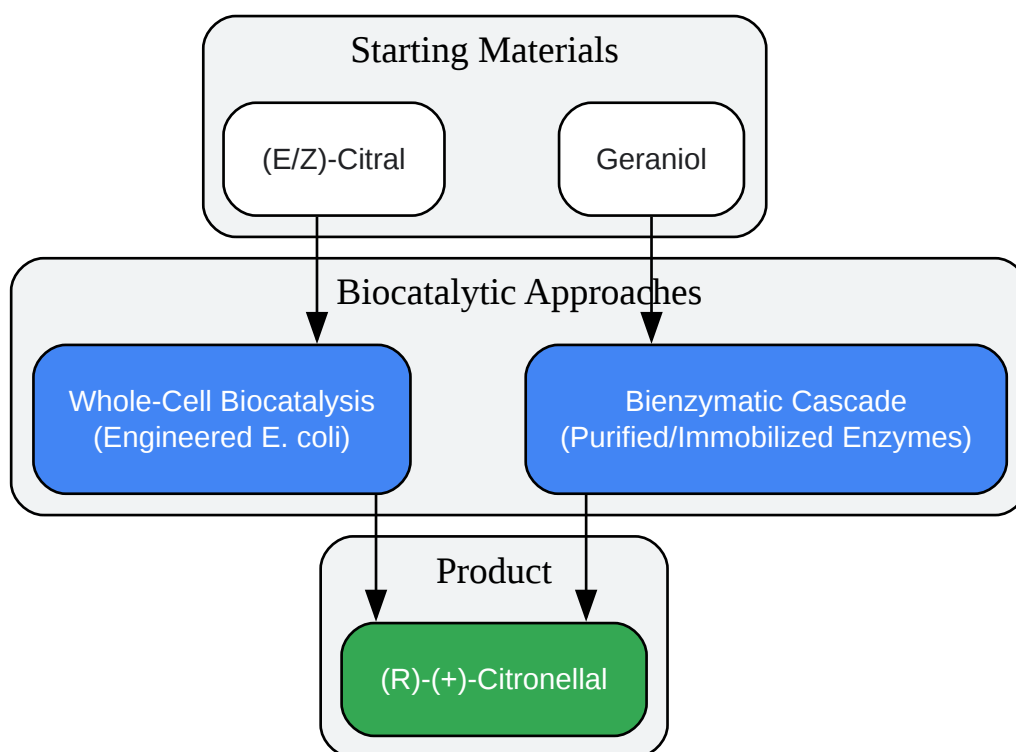 Starting Materials
(E/Z)-Citral
Geraniol
Biocatalytic Approaches
Whole-Cell Biocatalysis
(Engineered E. coli)
Bienzymatic Cascade
(Purified/Immobilized Enzymes)
Product
(R)-(+)-Citronellal